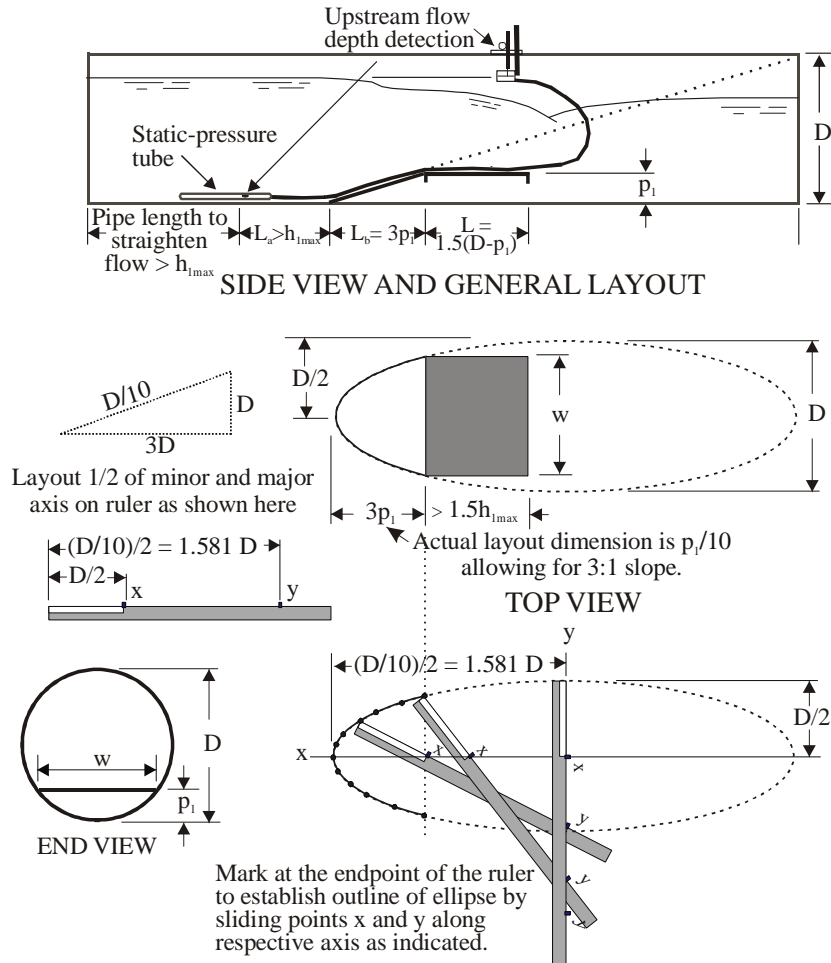 Upstream flow
depth detection
D
Static-pressure
tube
p1
Pipe length to
straighten
flow > h1max
La>h1max
Lb= 3p1
L =
1.5(D-p1)
SIDE VIEW AND GENERAL LAYOUT
D/10
D
3D
D/2
w
D
Layout 1/2 of minor and major
axis on ruler as shown here
3p1
> 1.5h1max
Actual layout dimension is p1/10
allowing for 3:1 slope.
(D/10)/2 = 1.581 D
D/2
x
y
TOP VIEW
y
(D/10)/2 = 1.581 D
D/2
D
w
p1
END VIEW
x
x
x
x
y
y
y
Mark at the endpoint of the ruler
to establish outline of ellipse by
sliding points x and y along
respective axis as indicated.